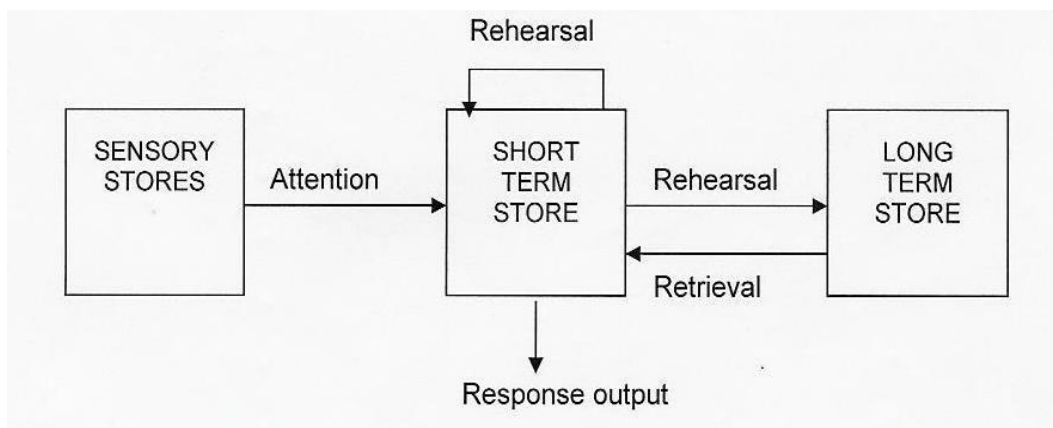 Rehearsal
SENSORY
STORES
Attention
SHORT
TERM
STORE
Rehearsal
Retrieval
LONG
TERM
STORE
Response output